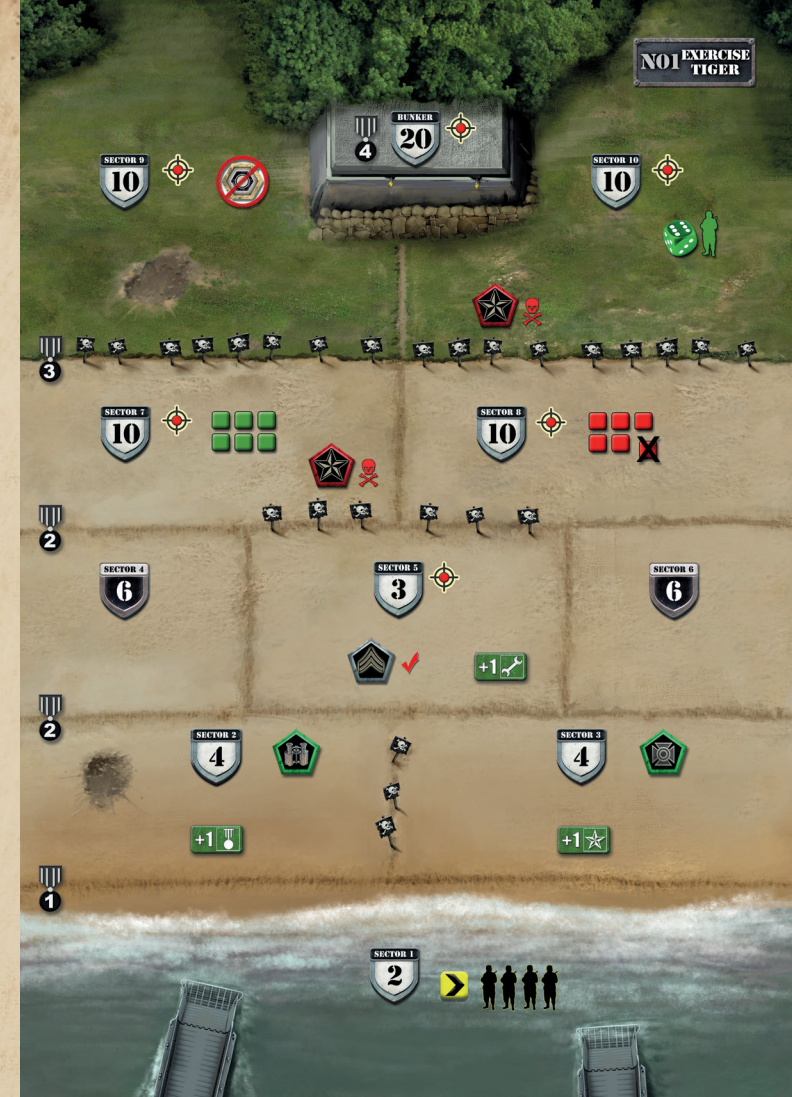 NO1 EXERCISE
TIGER
BUNKER
4 20
SECTOR 9
10
SECTOR 10
10
3
SECTOR 7
10
SECTOR 8
10
2
SECTOR 4
6
SECTOR 5
3
SECTOR 6
6
+1
2
SECTOR 2
4
SECTOR 3
4
+1
+1
1
SECTOR 1
2